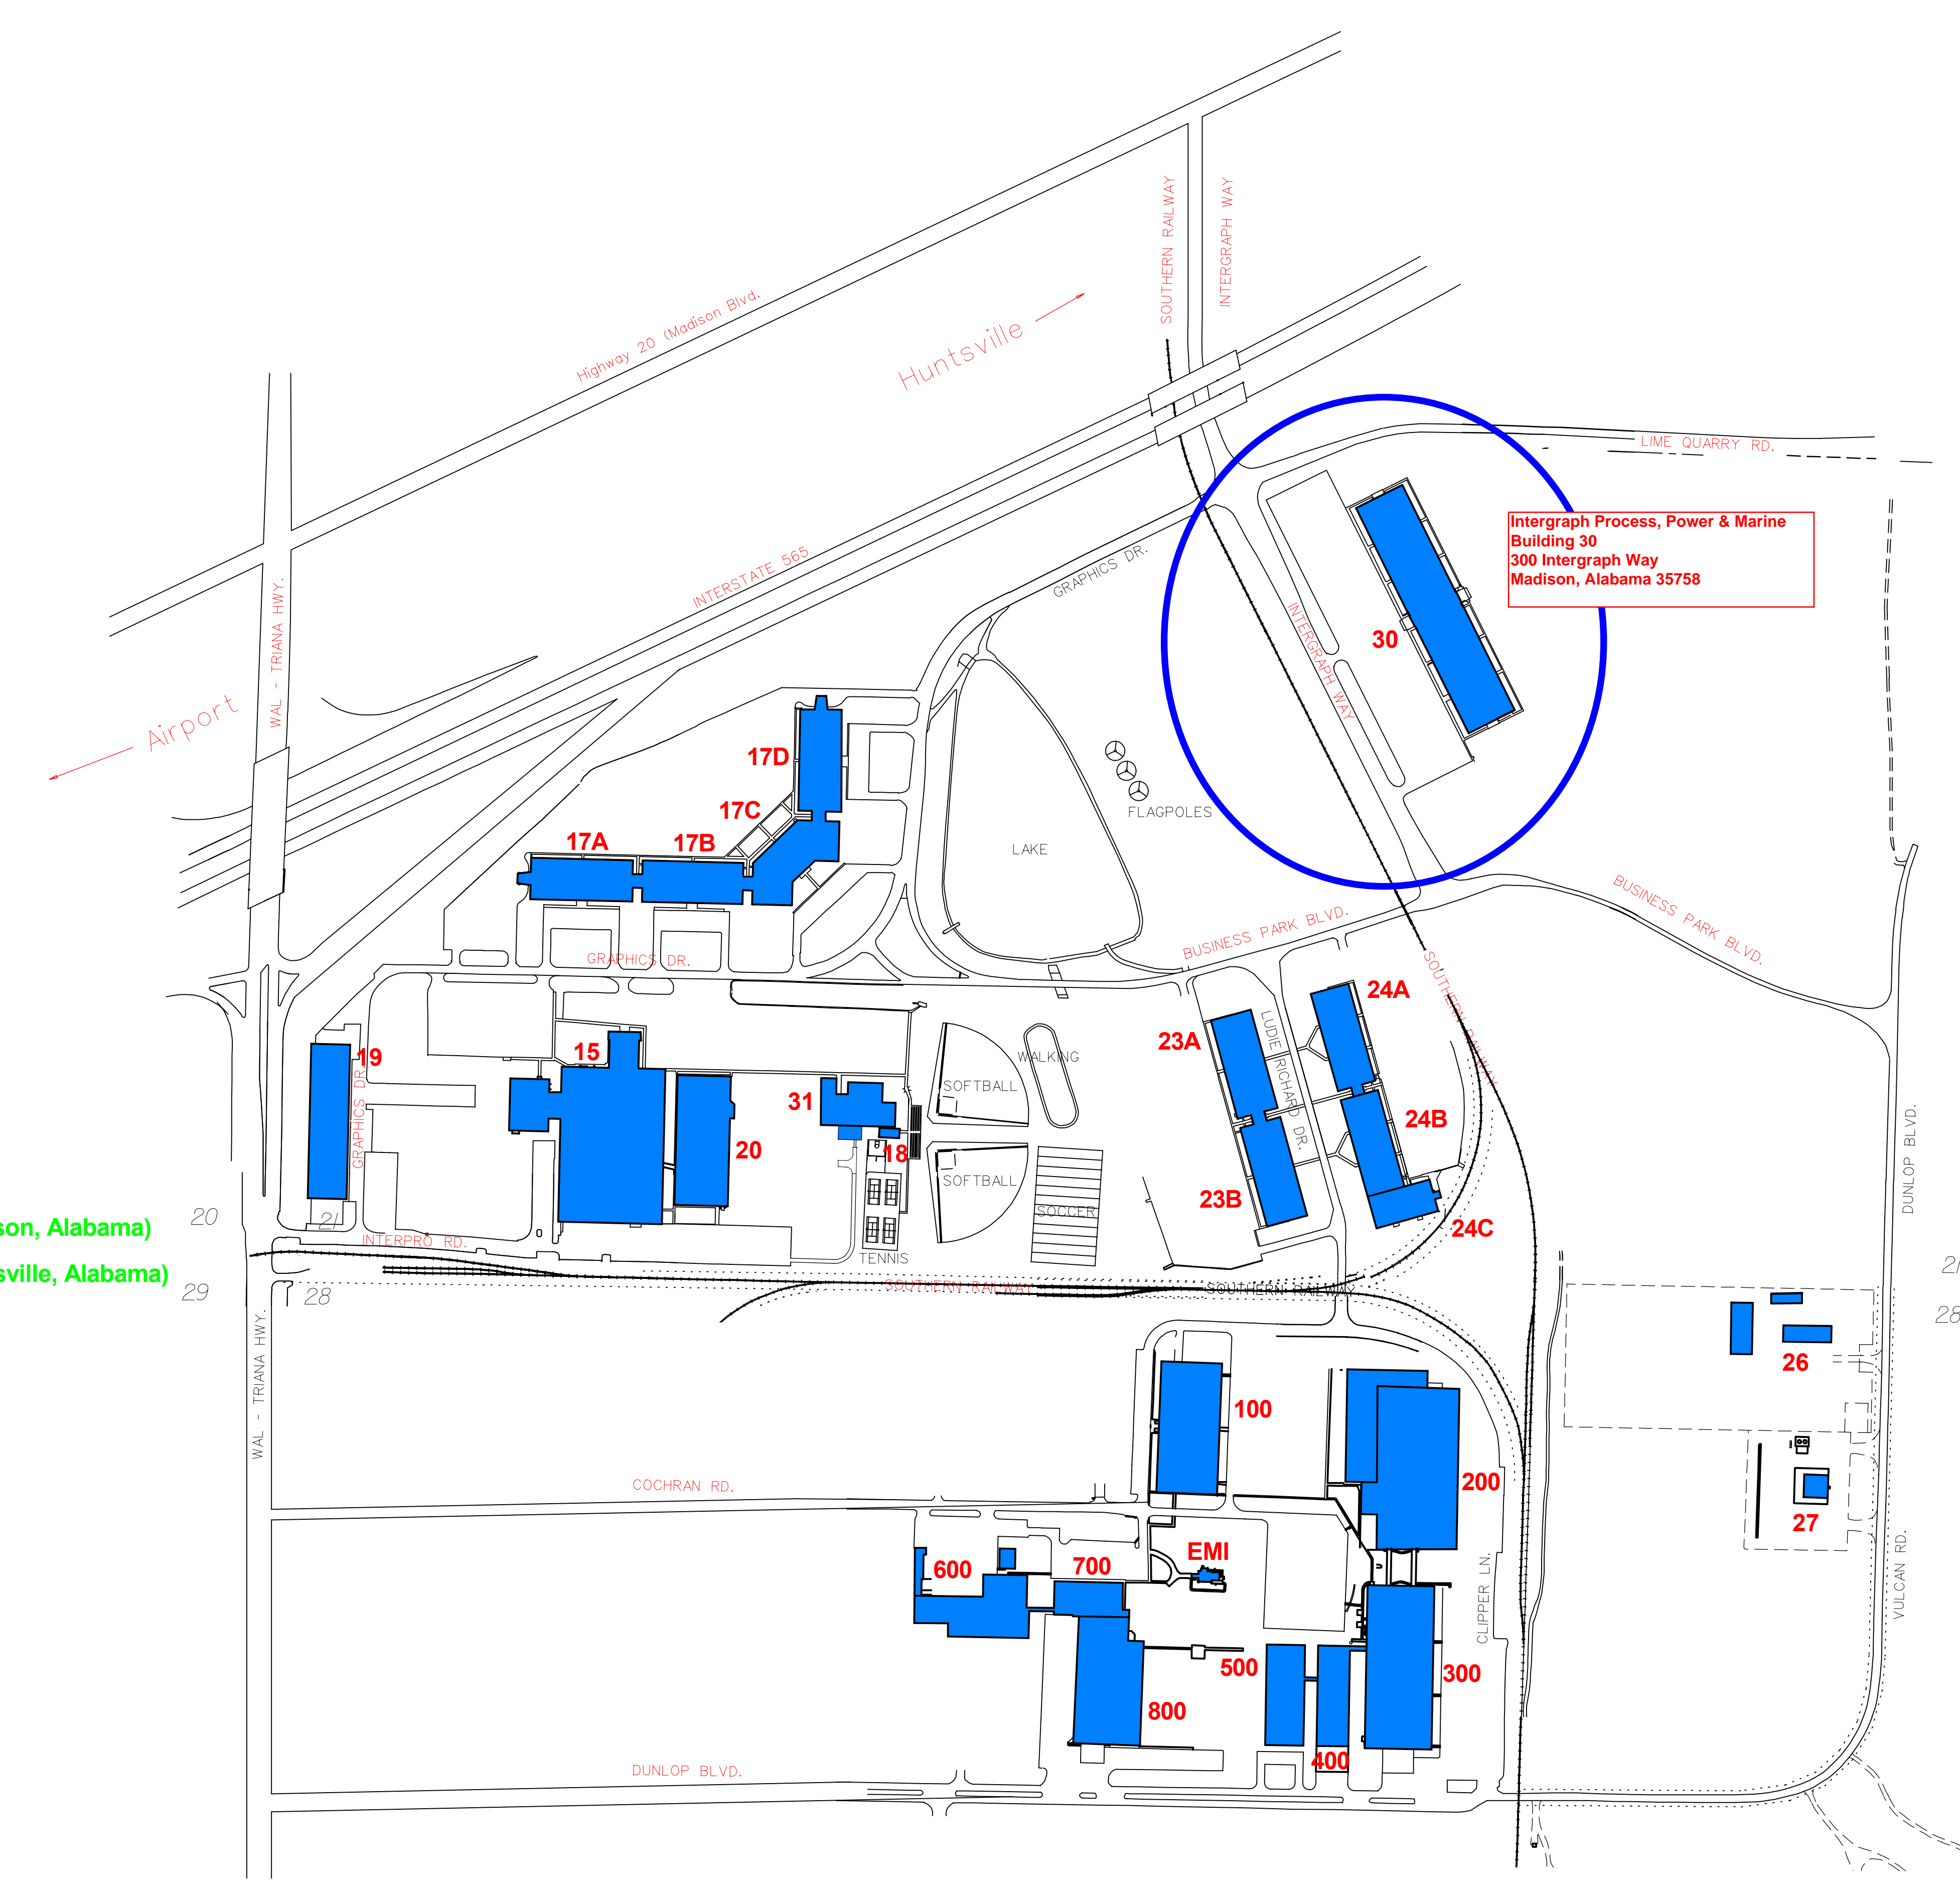 SOUTHERN RAILWAY
INTERGRAPH WAY
Highway 20 (Madison Blvd.
Huntsville
LIME QUARRY RD.
Intergraph Process, Power & Marine
Building 30
300 Intergraph Way
Madison, Alabama 35758
INTERSTATE 565
GRAPHICS DR.
WAL - TRIANA HWY.
INTERGRAPH WAY
30
Airport
17D
17C
17B
17A
FLAGPOLES
LAKE
BUSINESS PARK BLVD.
BUSINESS PARK BLVD.
GRAPHICS DR.
SOUTHERN RAILWAY
24A
23A
LUDIE RICHARD DR.
19
15
WALKING
SOFTBALL
31
GRAPHICS DR.
24B
20
18
DUNLOP BLVD.
SOFTBALL
23B
SOCCER
24C
20
21
son, Alabama)
INTERPRO RD.
TENNIS
21
sville, Alabama)
29
28
SOUTHERN RAILWAY
SOUTHERN RAILWAY
28
WAL - TRIANA HWY.
26
100
200
COCHRAN RD.
27
EMI
600
700
CLIPPER LN.
VULCAN RD.
500
300
800
400
DUNLOP BLVD.